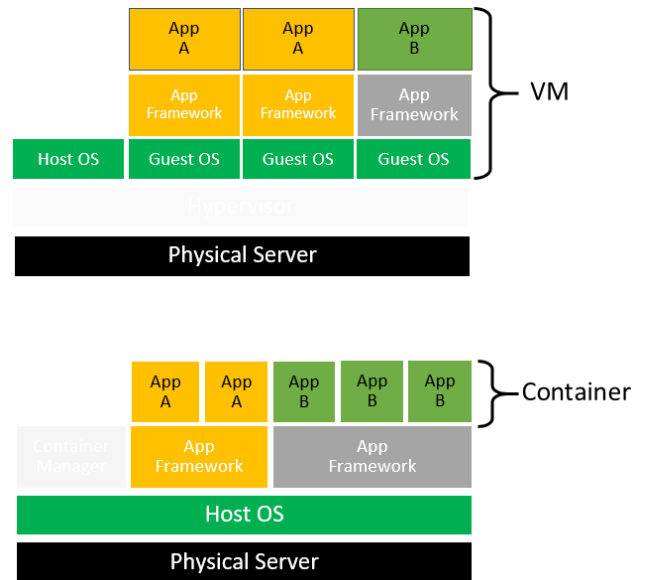 App
A
App
A
App
B
VM
App
Framework
App
Framework
App
Framework
Host OS
Guest OS
Guest OS
Guest OS
Hypervisor
Physical Server
App
A
App
A
App
B
App
B
App
B
Container
Container
Manager
App
Framework
App
Framework
Host OS
Physical Server